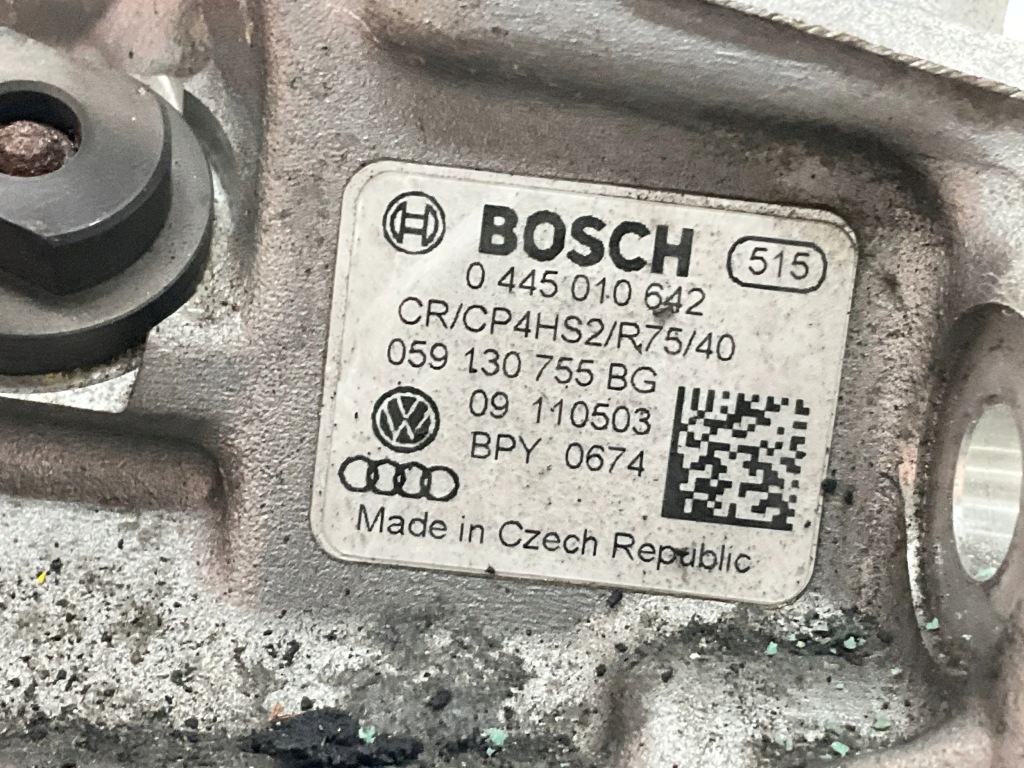 BOSCH 515
0 445 010 642
CR/CP4HS2/R75/40
059 130 755 BG
09 110503
BPY 0674
Made in Czech Republic